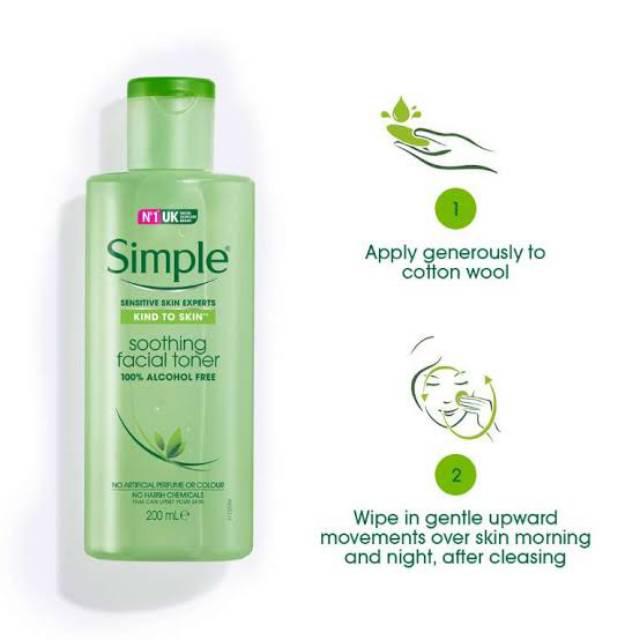 N°1 UK
Simple®
SENSITIVE SKIN EXPERTS
KIND TO SKIN™
soothing
facial toner
100% ALCOHOL FREE
NO ARTIFICIAL PERFUME OR COLOUR
NO HARSH CHEMICALS
THAT CAN UPSET YOUR SKIN
200 mL e
1
Apply generously to
cotton wool
2
Wipe in gentle upward
movements over skin morning
and night, after cleasing